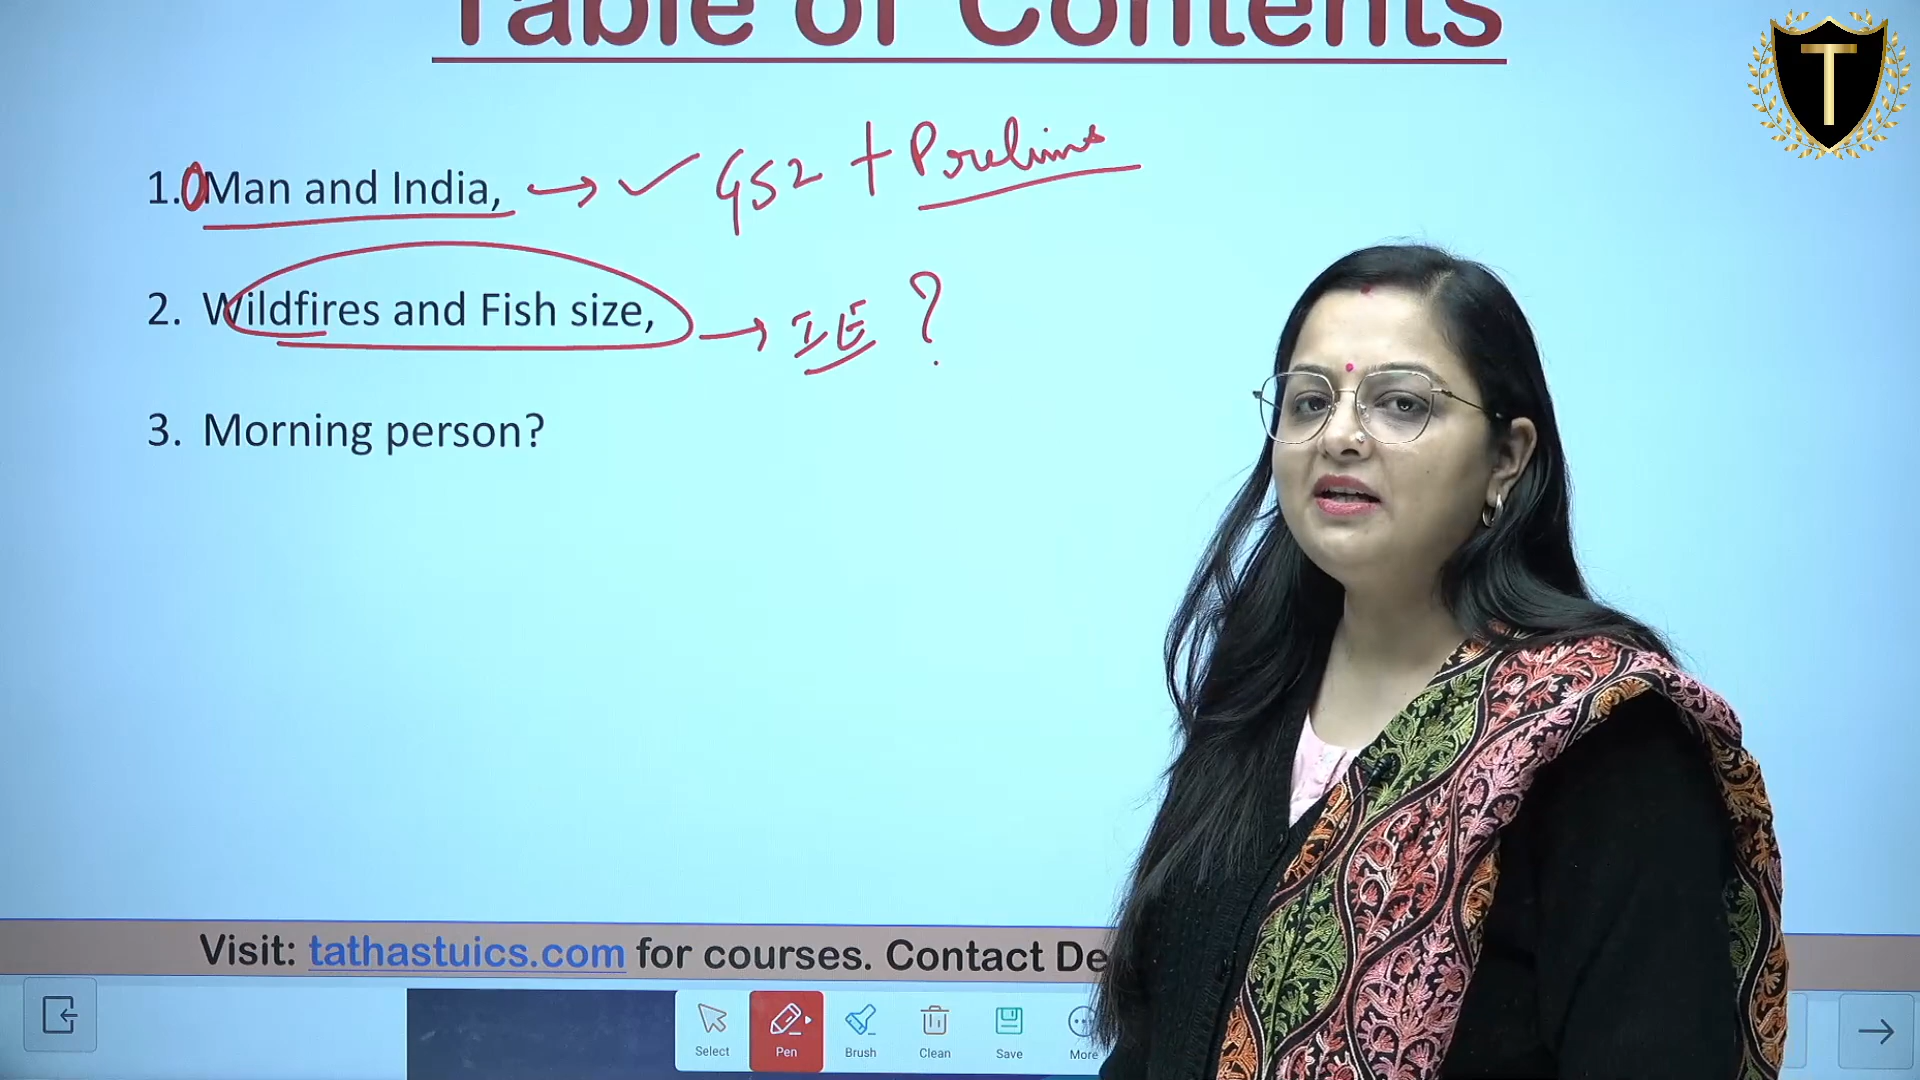 Table of Contents
1. OMan and India, → ✓ GS2 + Prelims
2. Wildfires and Fish size, → IE ?
3. Morning person?
Visit: tathastuics.com for courses. Contact De
Select Pen Brush Clean Save More
T